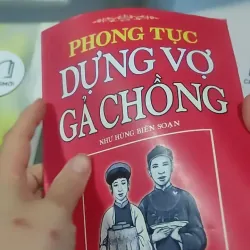 PHONG TỤC
DỰNG VỢ
GẢ CHỒNG
NHƯ HÙNG BIÊN SOẠN